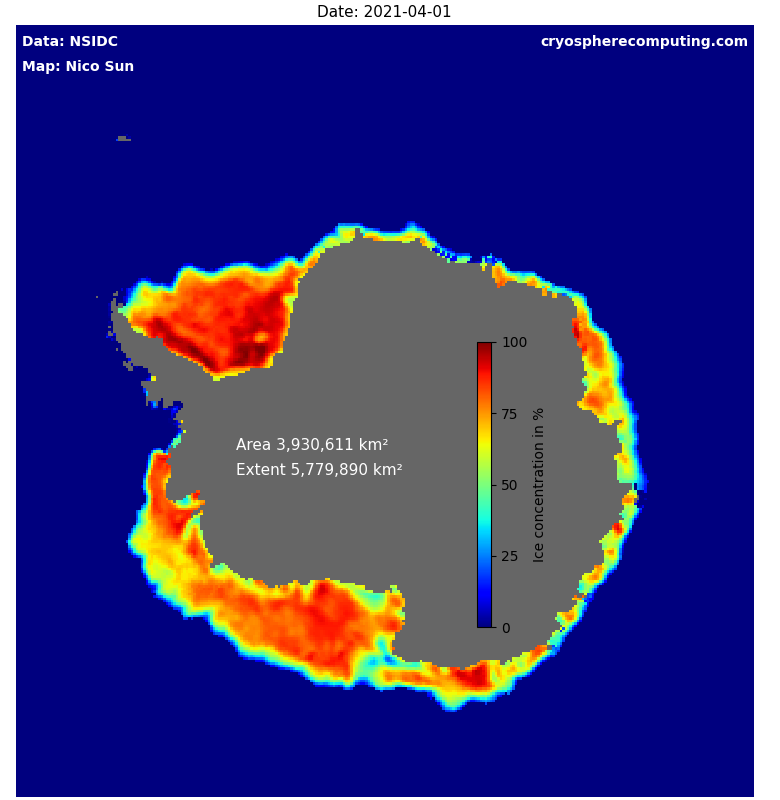 Date: 2021-04-01
Data: NSIDC
cryospherecomputing.com
Map: Nico Sun
100
75
50
25
0
Ice concentration in %
Area 3,930,611 km²
Extent 5,779,890 km²